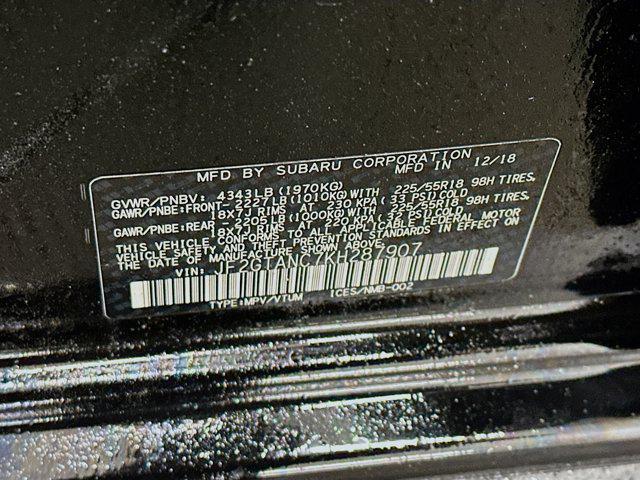 MFD BY SUBARU CORPORATION
MFD IN 12/18
GVWR/PNBV: 4343LB (1970KG)
GAWR/PNBE:FRONT- 2227LB (1010KG)WITH 225/55R18 98H TIRES,
18X7J RIMS AT 230 KPA( 33 PSI)COLD
GAWR/PNBE:REAR - 2205LB (1000KG)WITH 225/55R18 98H TIRES,
18X7J RIMS AT 220 KPA( 32 PSI)COLD
THIS VEHICLE CONFORMS TO ALL APPLICABLE FEDERAL MOTOR
VEHICLE SAFETY AND BUMPER STANDARDS IN EFFECT ON
THE DATE OF MANUFACTURE SHOWN ABOVE.
VIN: JF2GTANC7KH287907
TYPE:MPV/VTUM ICES/NMB-002